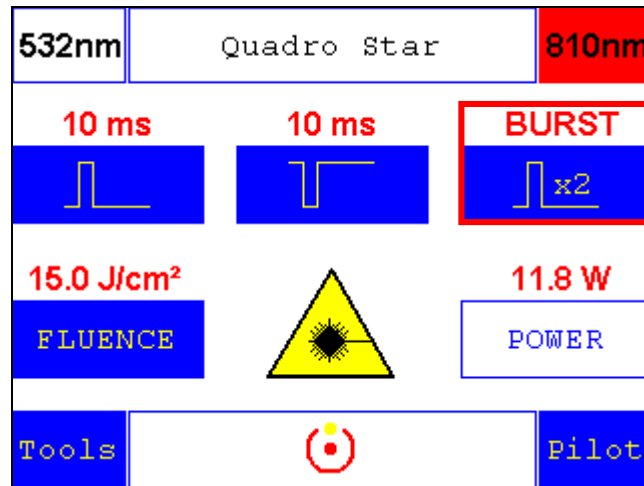 532nm Quadro Star 810nm
10 ms 10 ms BURST
x2
15.0 J/cm² 11.8 W
FLUENCE POWER
Tools Pilot